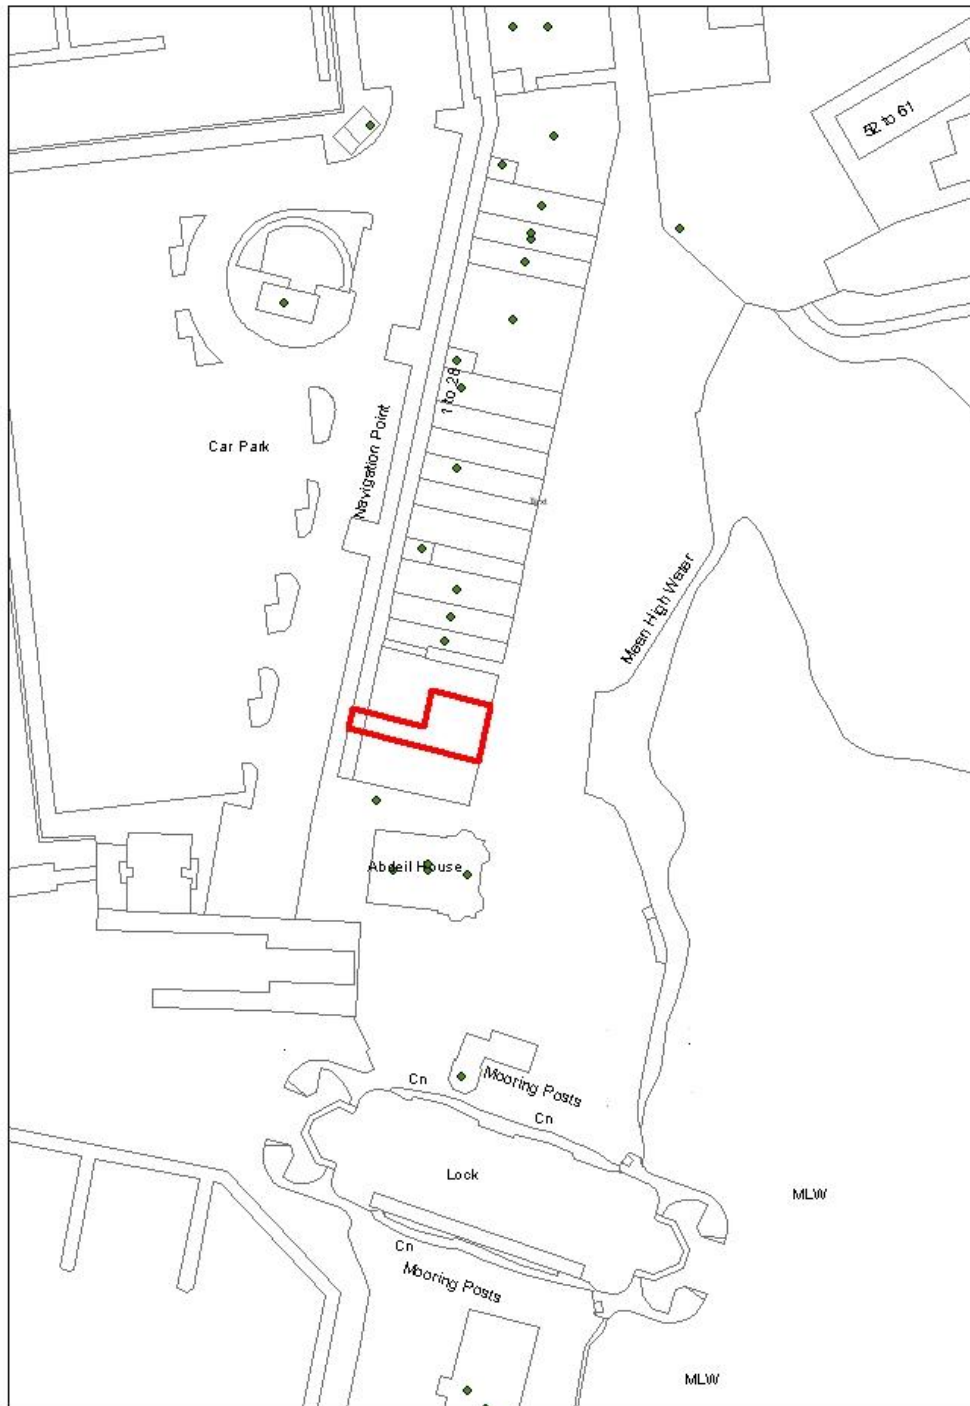 52 to 61
1 to 28
Navigation Point
Car Park
Mean High Water
Abdeil House
Cn
Mooring Posts
Cn
Lock
MLW
Cn
Mooring Posts
MLW